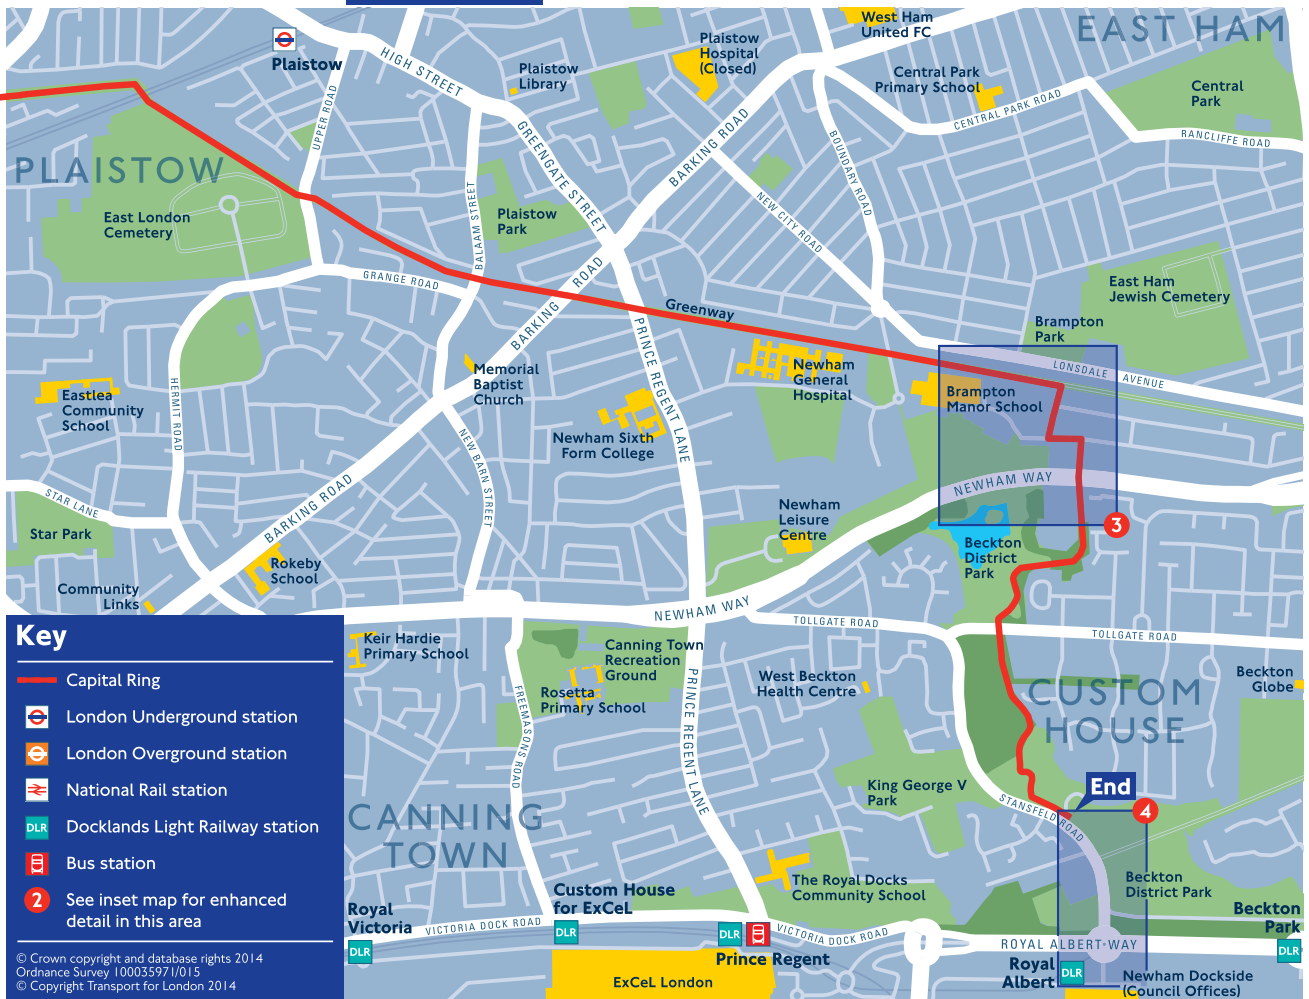 West Ham
United FC
EAST HAM
Plaistow
HIGH STREET
Plaistow
Library
Plaistow
Hospital
(Closed)
Central Park
Primary School
Central
Park
CENTRAL PARK ROAD
RANCLIFFE ROAD
UPPER ROAD
GREENGATE STREET
BARKING ROAD
BOUNDARY ROAD
PLAISTOW
East London
Cemetery
BALAAM STREET
Plaistow
Park
NEW CITY ROAD
GRANGE ROAD
BARKING ROAD
Greenway
East Ham
Jewish Cemetery
Brampton
Park
LONSDALE AVENUE
PRINCE REGENT LANE
Memorial
Baptist
Church
Newham
General
Hospital
Brampton
Manor School
Eastlea
Community
School
HERMIT ROAD
Newham Sixth
Form College
NEW BARN STREET
NEWHAM WAY
STAR LANE
BARKING ROAD
Star Park
Newham
Leisure
Centre
3
Beckton
District
Park
Rokeby
School
Community
Links
NEWHAM WAY
TOLLGATE ROAD
TOLLGATE ROAD
Key
Capital Ring
London Underground station
London Overground station
National Rail station
DLR
Docklands Light Railway station
Bus station
2
See inset map for enhanced
detail in this area
© Crown copyright and database rights 2014
Ordnance Survey 100035971/015
© Copyright Transport for London 2014
Keir Hardie
Primary School
Canning Town
Recreation
Ground
Rosetta
Primary School
FREEMASONS ROAD
PRINCE REGENT LANE
West Beckton
Health Centre
Beckton
Globe
CUSTOM
HOUSE
King George V
Park
End
4
STANSFELD ROAD
CANNING
TOWN
The Royal Docks
Community School
Beckton
District Park
Custom House
for ExCeL
Royal
Victoria
VICTORIA DOCK ROAD
DLR
DLR
DLR
VICTORIA DOCK ROAD
Prince Regent
ROYAL ALBERT WAY
Beckton
Park
DLR
Royal
Albert
DLR
ExCeL London
Newham Dockside
(Council Offices)